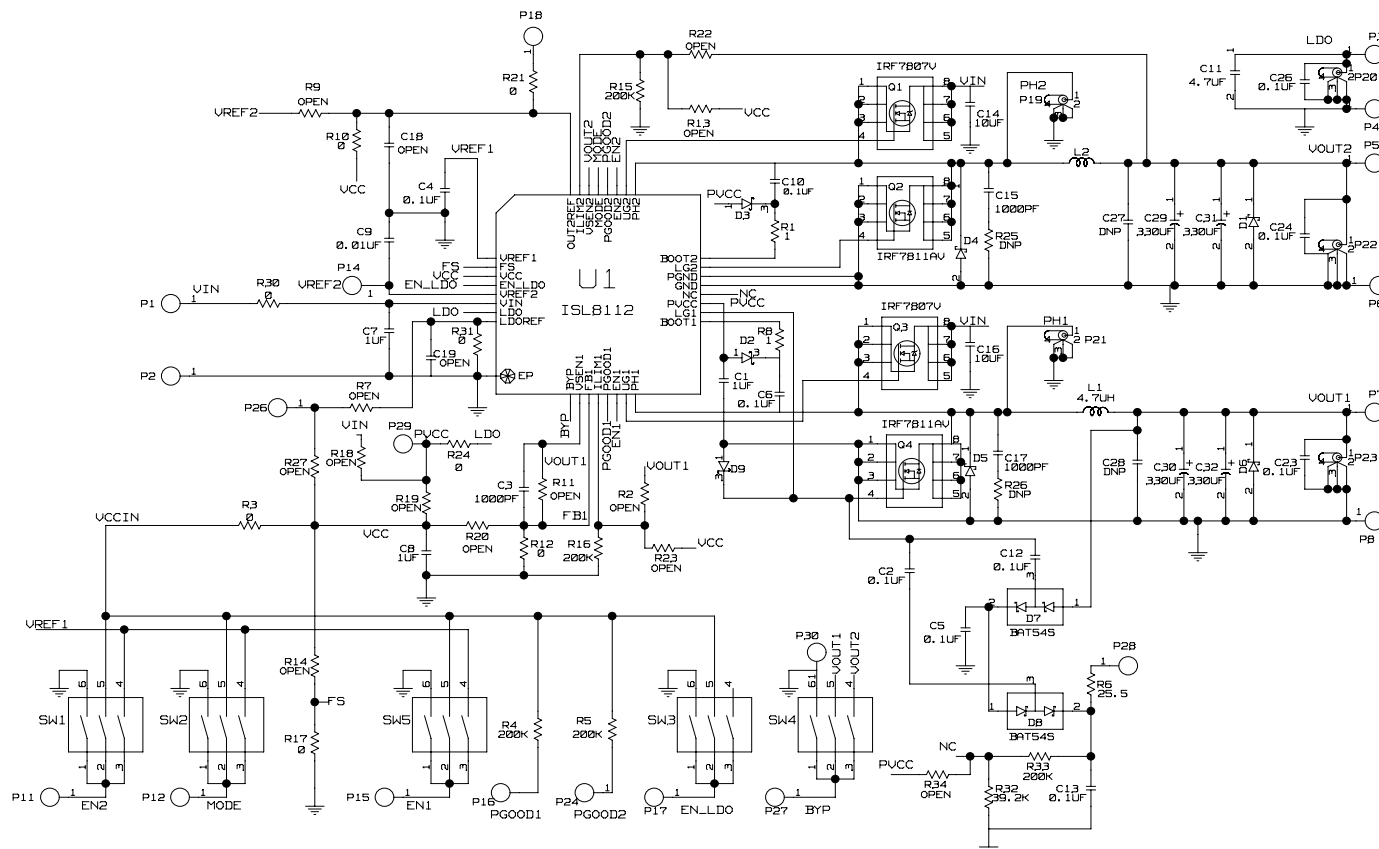 P18
R22
OPEN
R9
OPEN
VREF2
R10
0
VCC
C18
OPEN
R21
0
1
R15
200K
R13
OPEN
VCC
IRF7807V
Q1
VIN
C14
10UF
PH2
P19
LDO
C11
4.7UF
C26
0.1UF
P20
P4
P5
VREF1
C4
0.1UF
C9
0.01UF
VOUT2
MODE
PGOOD2
EN2
OUT2REF
ILIM2
VSEN2
MODE
PGOOD2
EN2
UG2
PH2
PVCC
D3
C10
0.1UF
R1
1
Q2
IRF7811AV
D4
C15
1000PF
R25
DNP
L2
VOUT2
C27
DNP
C29
330UF
C31
330UF
D1
C24
0.1UF
P22
P14
VREF2
FS
VCC
EN_LDO
LDO
VREF1
FS
VCC
EN_LDO
VREF2
VIN
LDO
LDOREF
U1
ISL8112
BOOT2
LG2
PGND
GND
NC
PVCC
LG1
BOOT1
NC
PVCC
P1
VIN
R30
0
C7
1UF
C19
OPEN
R31
0
P2
EP
BYP
VSEN1
FB1
ILIM1
PGOOD1
EN1
UG1
PH1
R8
1
D2
C1
1UF
C6
0.1UF
IRF7807V
Q3
VIN
C16
10UF
PH1
P21
L1
4.7UH
VOUT1
P26
R7
OPEN
VIN
R18
OPEN
P29
PVCC
LDO
R24
0
R27
OPEN
R19
OPEN
BYP
PGOOD1
EN1
VOUT1
C3
1000PF
R11
OPEN
FB1
R2
OPEN
VOUT1
D9
IRF7811AV
Q4
D5
C17
1000PF
R26
DNP
C28
DNP
C30
330UF
C32
330UF
D6
C23
0.1UF
P23
P8
VCCIN
R3
0
VCC
C8
1UF
R20
OPEN
R12
0
R16
200K
R23
OPEN
VCC
C2
0.1UF
C12
0.1UF
D7
BAT54S
C5
0.1UF
VREF1
R14
OPEN
FS
R17
0
SW1
SW2
SW5
R4
200K
R5
200K
SW3
SW4
P30
VOUT1
VOUT2
P28
R6
25.5
D8
BAT54S
NC
PVCC
R34
OPEN
R33
200K
R32
39.2K
C13
0.1UF
P11
EN2
P12
MODE
P15
EN1
P16
PGOOD1
P24
PGOOD2
P17
EN_LDO
P27
BYP